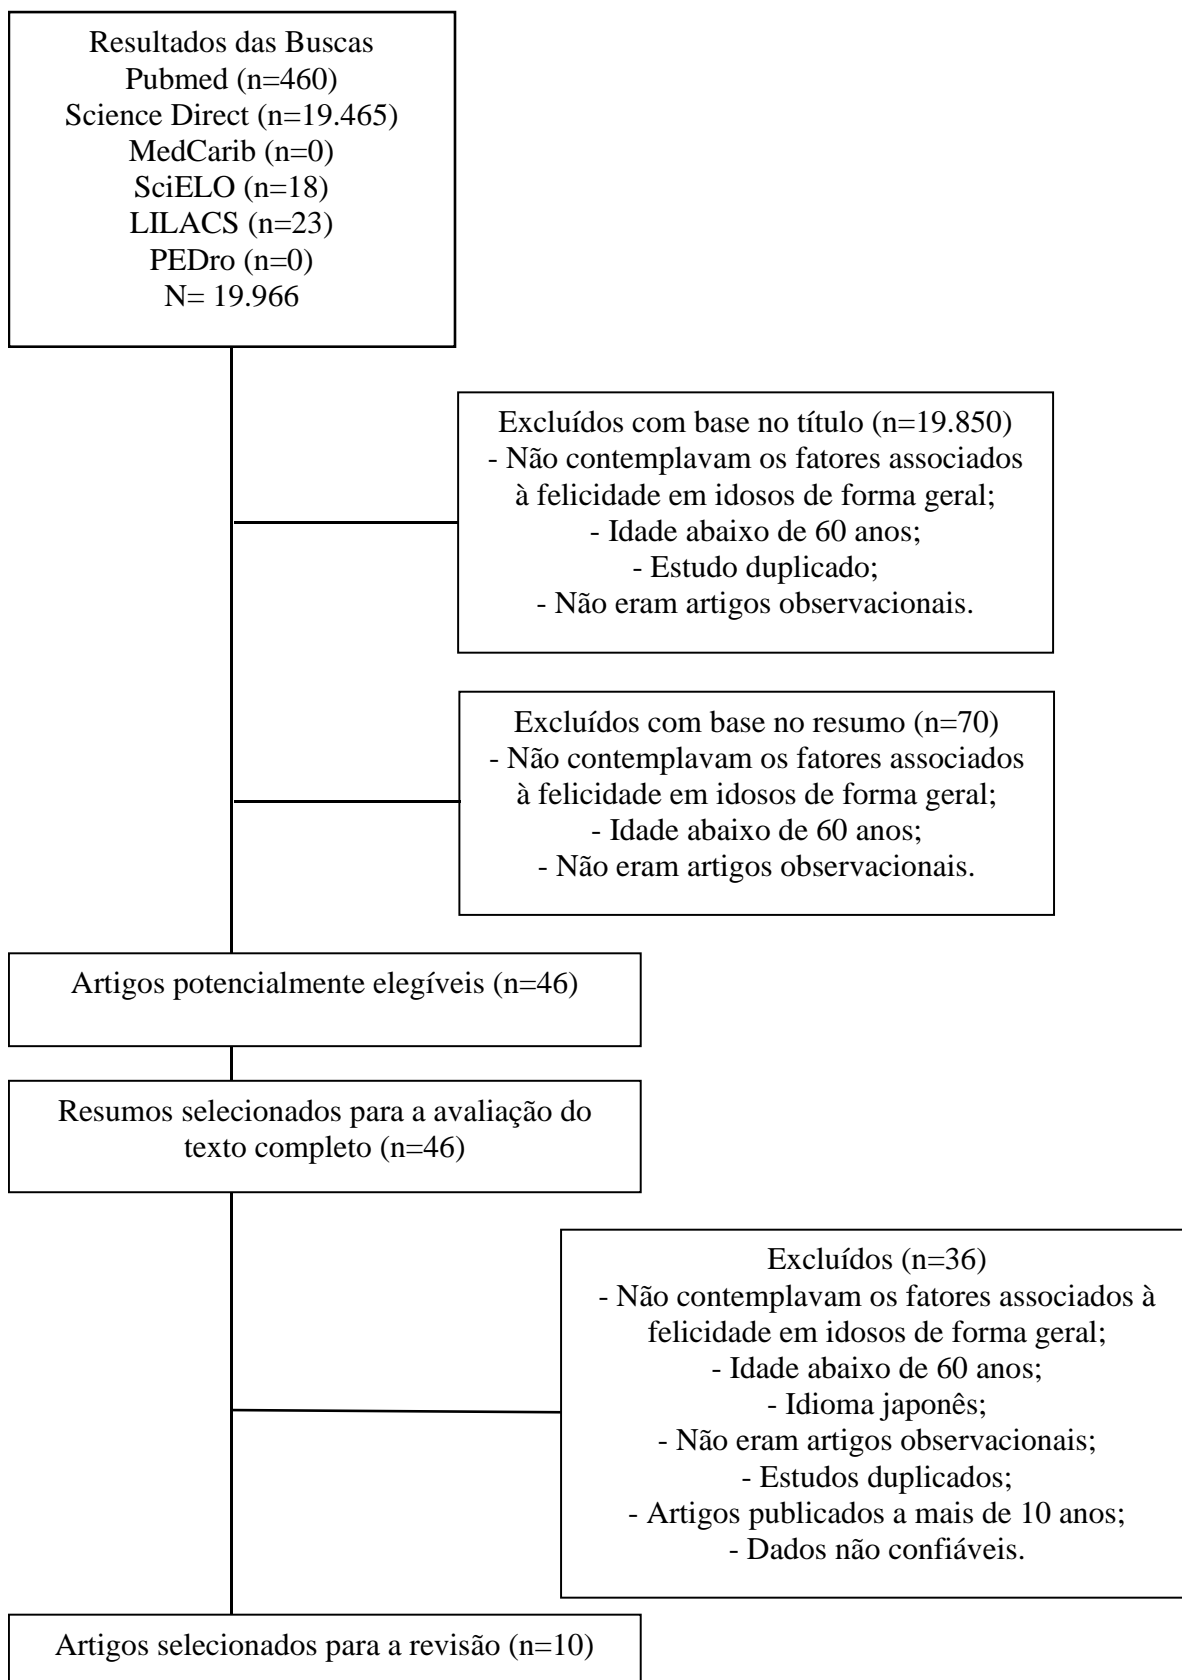 Resultados das Buscas
Pubmed (n=460)
Science Direct (n=19.465)
MedCarib (n=0)
SciELO (n=18)
LILACS (n=23)
PEDro (n=0)
N= 19.966
Excluídos com base no título (n=19.850)
- Não contemplavam os fatores associados
à felicidade em idosos de forma geral;
- Idade abaixo de 60 anos;
- Estudo duplicado;
- Não eram artigos observacionais.
Excluídos com base no resumo (n=70)
- Não contemplavam os fatores associados
à felicidade em idosos de forma geral;
- Idade abaixo de 60 anos;
- Não eram artigos observacionais.
Artigos potencialmente elegíveis (n=46)
Resumos selecionados para a avaliação do
texto completo (n=46)
Excluídos (n=36)
- Não contemplavam os fatores associados à
felicidade em idosos de forma geral;
- Idade abaixo de 60 anos;
- Idioma japonês;
- Não eram artigos observacionais;
- Estudos duplicados;
- Artigos publicados a mais de 10 anos;
- Dados não confiáveis.
Artigos selecionados para a revisão (n=10)